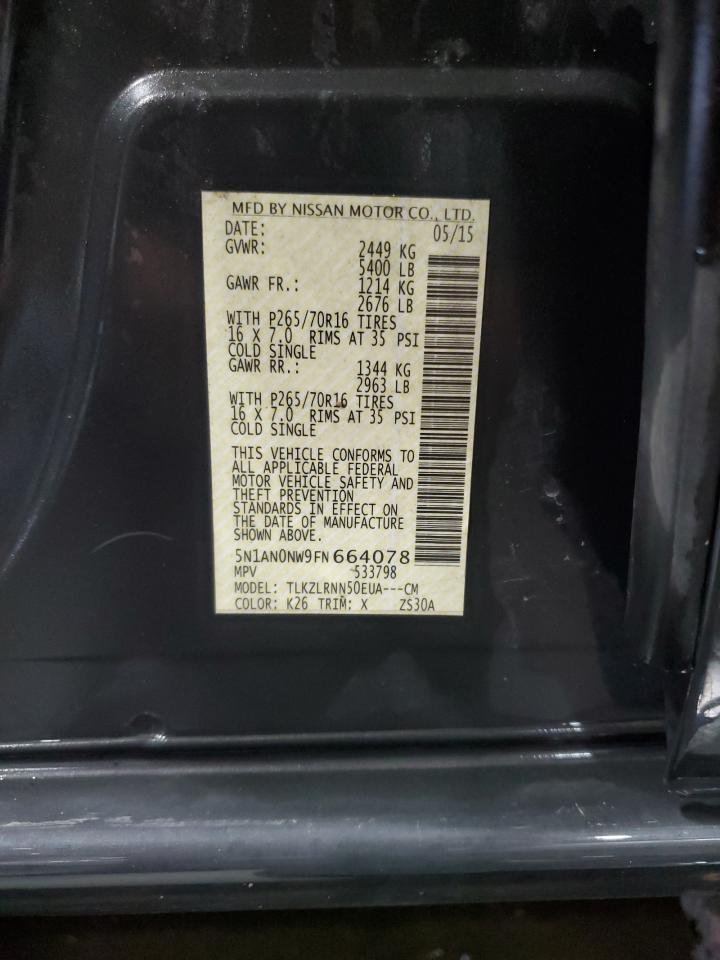 MFD BY NISSAN MOTOR CO., LTD.
DATE: 05/15
GVWR: 2449 KG
5400 LB
GAWR FR.: 1214 KG
2676 LB
WITH P265/70R16 TIRES
16 X 7.0 RIMS AT 35 PSI
COLD SINGLE
GAWR RR.: 1344 KG
2963 LB
WITH P265/70R16 TIRES
16 X 7.0 RIMS AT 35 PSI
COLD SINGLE
THIS VEHICLE CONFORMS TO
ALL APPLICABLE FEDERAL
MOTOR VEHICLE SAFETY AND
THEFT PREVENTION
STANDARDS IN EFFECT ON
THE DATE OF MANUFACTURE
SHOWN ABOVE.
5N1AN0NW9FN664078
MPV 533798
MODEL: TLKZLRNN50EUA---CM
COLOR: K26 TRIM: X ZS30A